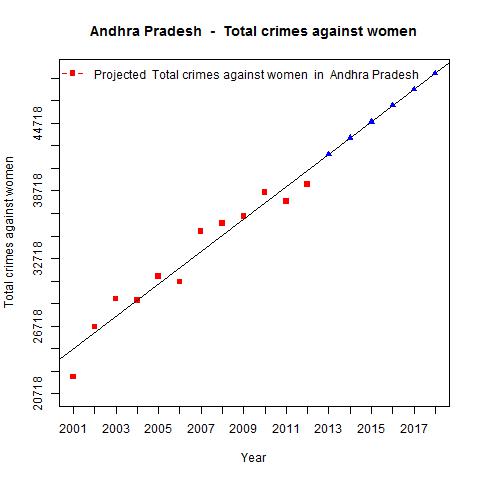 Andhra Pradesh - Total crimes against women
Projected Total crimes against women in Andhra Pradesh
Total crimes against women
44718
38718
32718
26718
20718
2001 2003 2005 2007 2009 2011 2013 2015 2017
Year